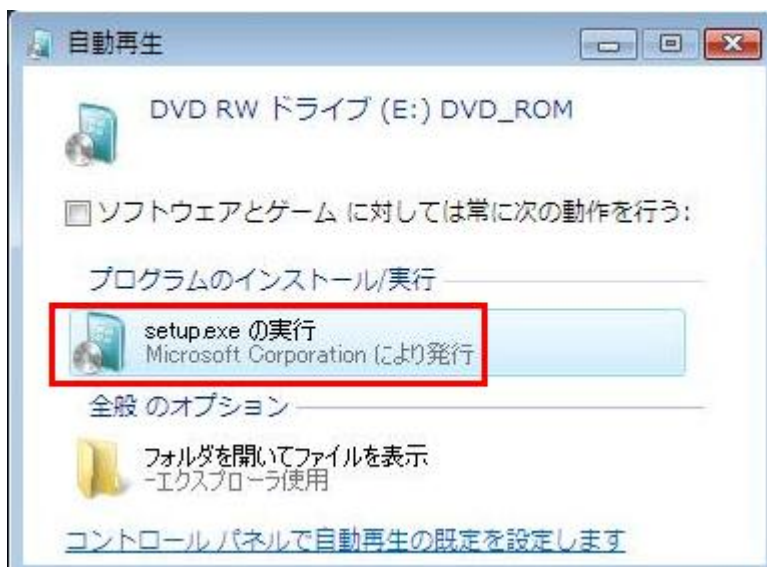 自動再生
DVD RW ドライブ (E:) DVD_ROM
ソフトウェアとゲーム に対しては常に次の動作を行う:
プログラムのインストール/実行
setup.exe の実行
Microsoft Corporation により発行
全般 のオプション
フォルダを開いてファイルを表示
-エクスプローラ使用
コントロール パネルで自動再生の既定を設定します